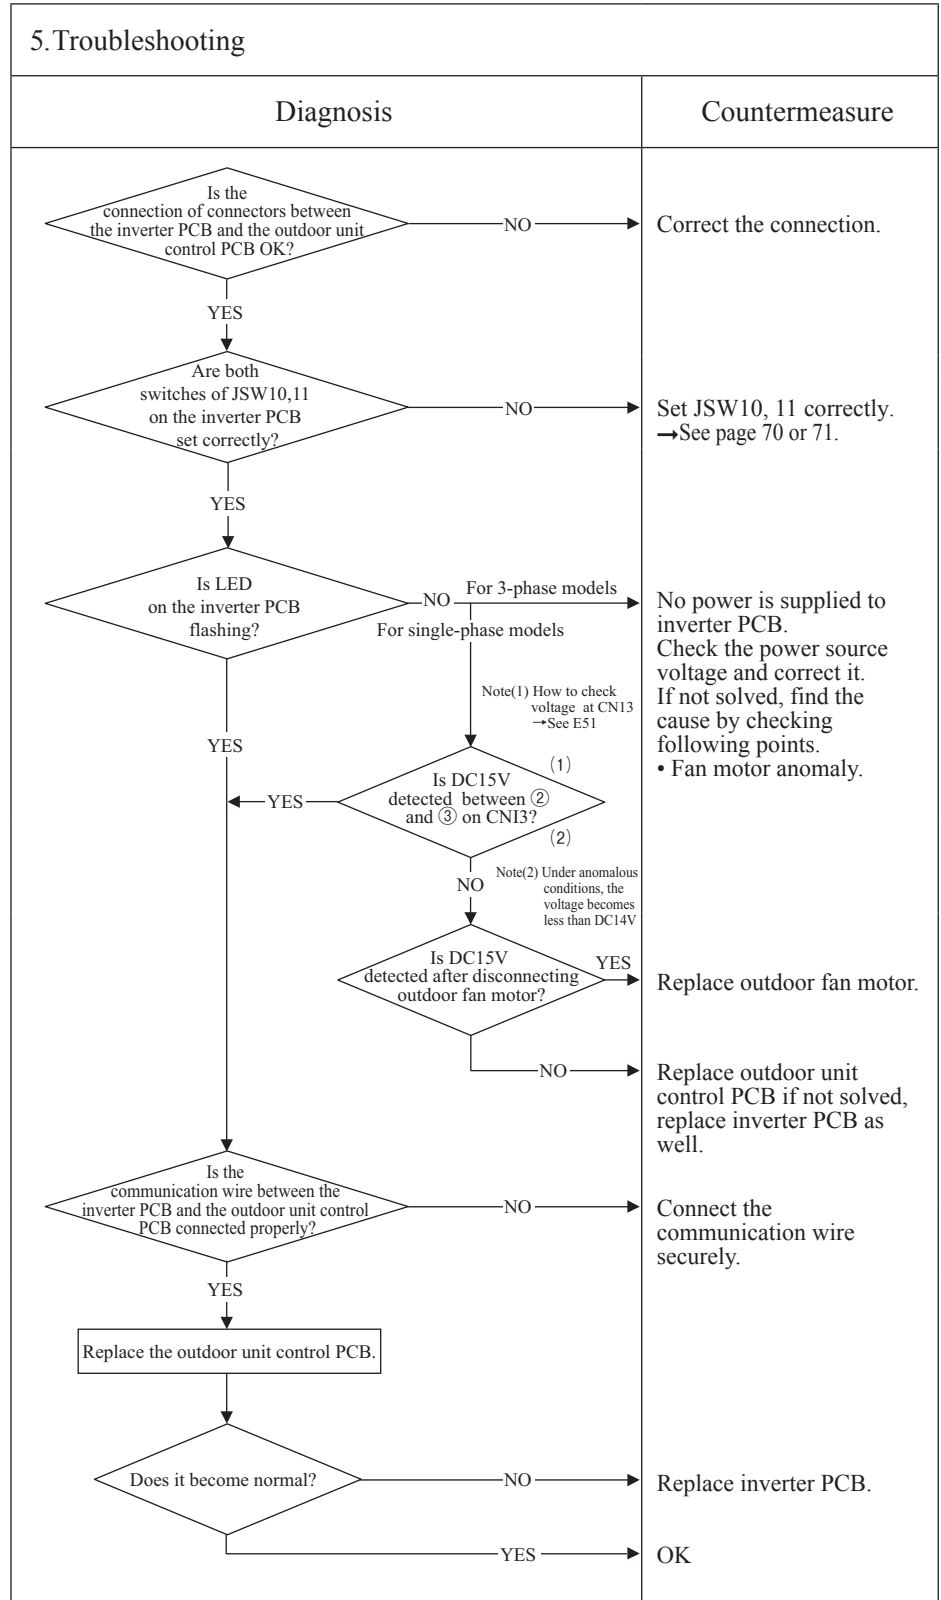 5.Troubleshooting
Diagnosis
Countermeasure
Is the
connection of connectors between
the inverter PCB and the outdoor unit
control PCB OK?
NO
Correct the connection.
YES
Are both
switches of JSW10,11
on the inverter PCB
set correctly?
NO
Set JSW10, 11 correctly.
→See page 70 or 71.
YES
Is LED
on the inverter PCB
flashing?
NO
For 3-phase models
For single-phase models
No power is supplied to
inverter PCB.
Check the power source
voltage and correct it.
If not solved, find the
cause by checking
following points.
• Fan motor anomaly.
Note(1) How to check
voltage at CN13
→See E51
YES
(1)
Is DC15V
detected between ②
and ③ on CNI3?
(2)
YES
NO
Note(2) Under anomalous
conditions, the
voltage becomes
less than DC14V
Is DC15V
detected after disconnecting
outdoor fan motor?
YES
Replace outdoor fan motor.
NO
Replace outdoor unit
control PCB if not solved,
replace inverter PCB as
well.
Is the
communication wire between the
inverter PCB and the outdoor unit control
PCB connected properly?
NO
Connect the
communication wire
securely.
YES
Replace the outdoor unit control PCB.
Does it become normal?
NO
Replace inverter PCB.
YES
OK